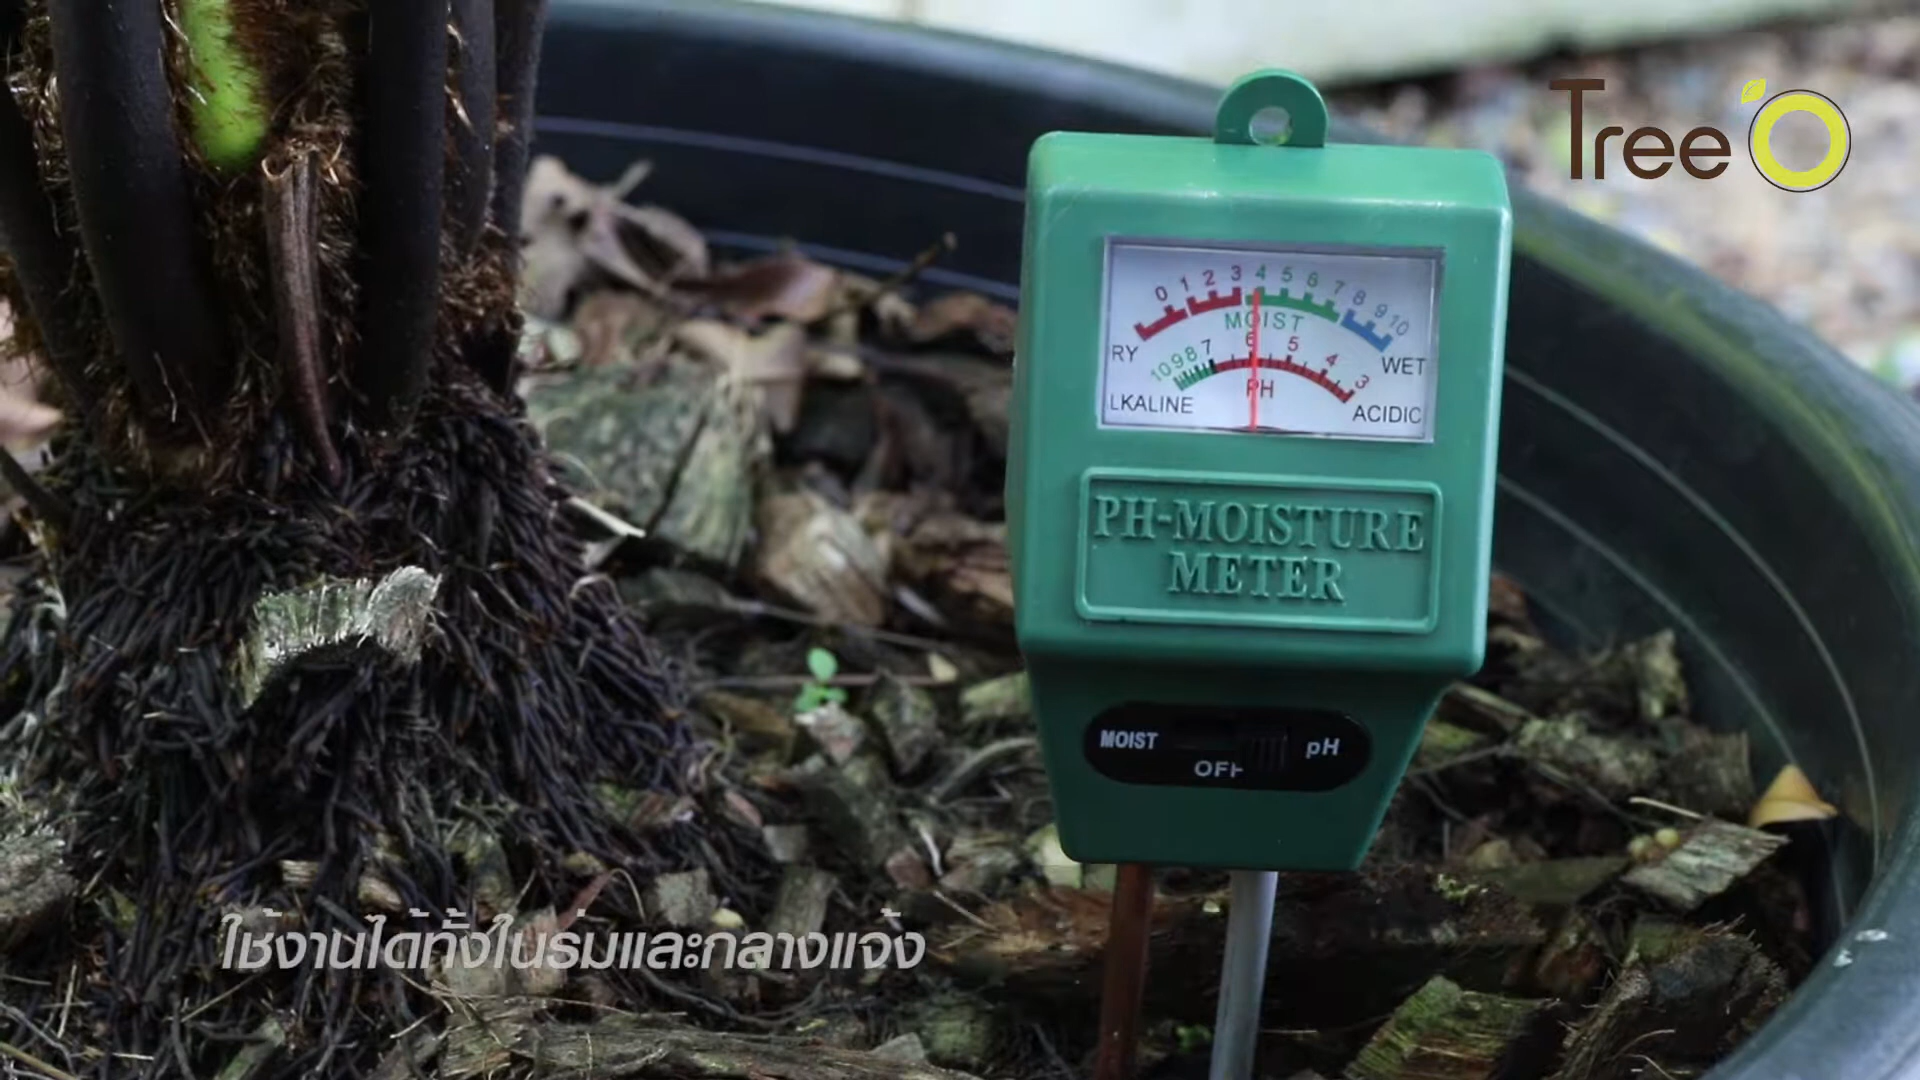 Tree O
0 1 2 3 4 5 6 7 8 9 10
MOIST
RY WET
10 9 8 7 6 5 4 3
PH
LKALINE ACIDIC
PH-MOISTURE
METER
MOIST pH
OFF
ใช้งานได้ทั้งในร่มและกลางแจ้ง